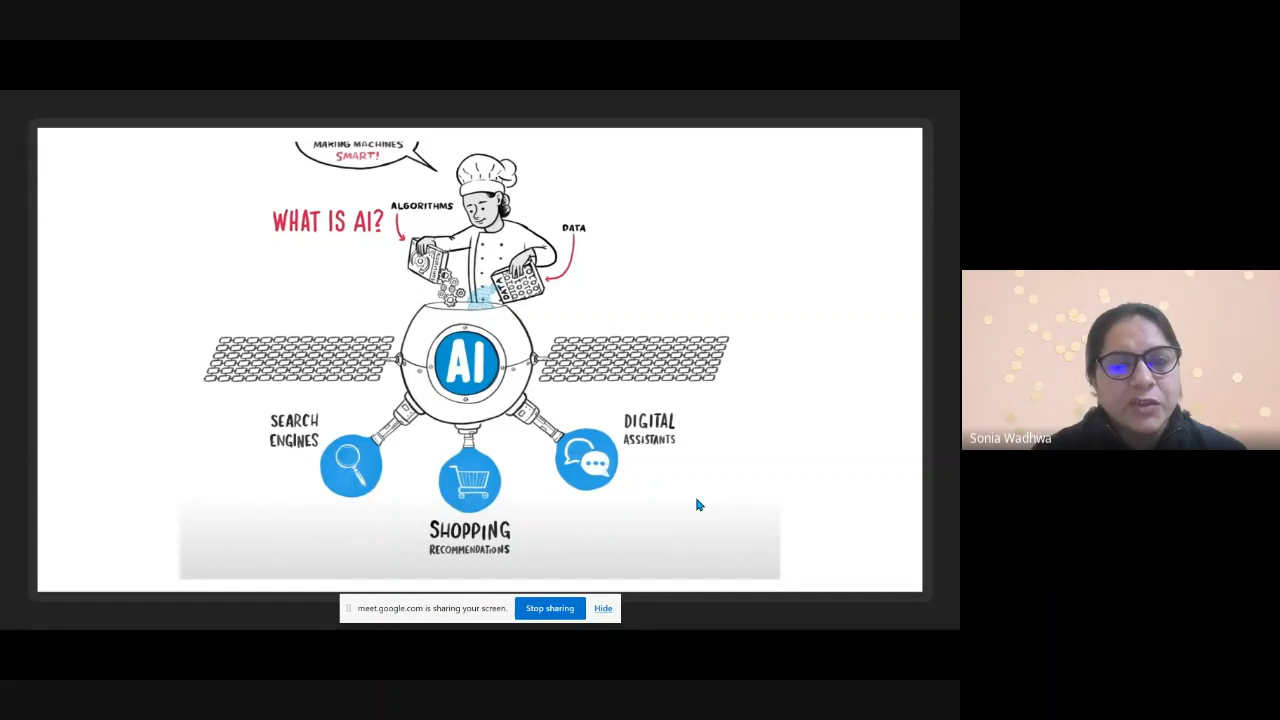 MAKING MACHINES
SMART!
WHAT IS AI?
ALGORITHMS
DATA
DATA
AI
SEARCH
ENGINES
DIGITAL
ASSISTANTS
SHOPPING
RECOMMENDATIONS
meet.google.com is sharing your screen.
Stop sharing
Hide
Sonia Wadhwa